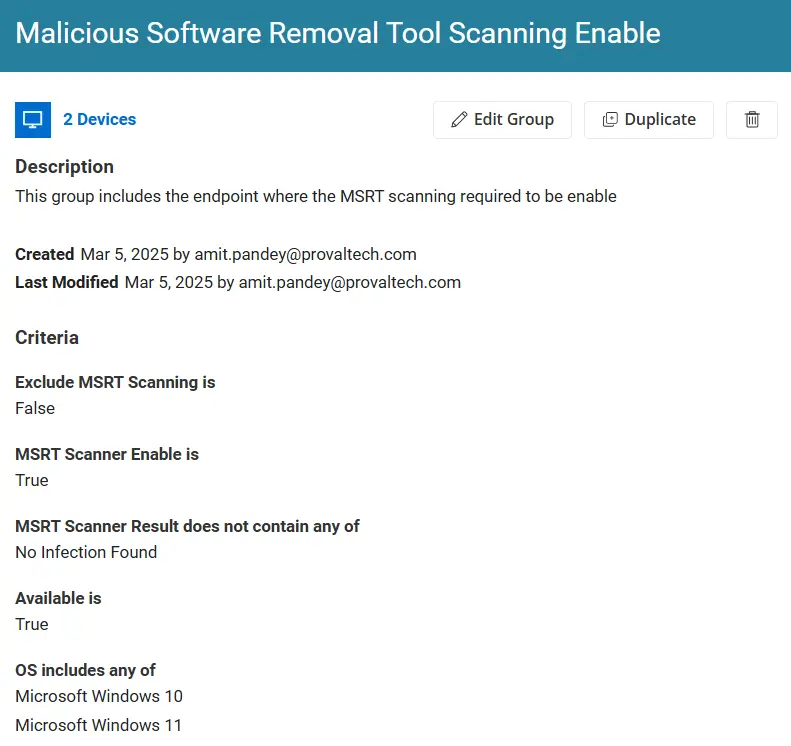 Malicious Software Removal Tool Scanning Enable
2 Devices
Edit Group
Duplicate
Description
This group includes the endpoint where the MSRT scanning required to be enable
Created Mar 5, 2025 by amit.pandey@provaltech.com
Last Modified Mar 5, 2025 by amit.pandey@provaltech.com
Criteria
Exclude MSRT Scanning is
False
MSRT Scanner Enable is
True
MSRT Scanner Result does not contain any of
No Infection Found
Available is
True
OS includes any of
Microsoft Windows 10
Microsoft Windows 11